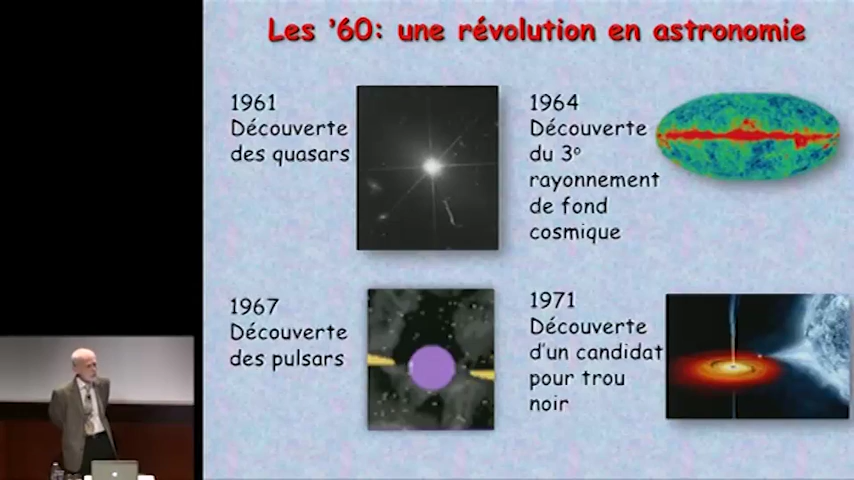 Les '60: une révolution en astronomie
1961
Découverte
des quasars
1964
Découverte
du 3º
rayonnement
de fond
cosmique
1967
Découverte
des pulsars
1971
Découverte
d'un candidat
pour trou
noir